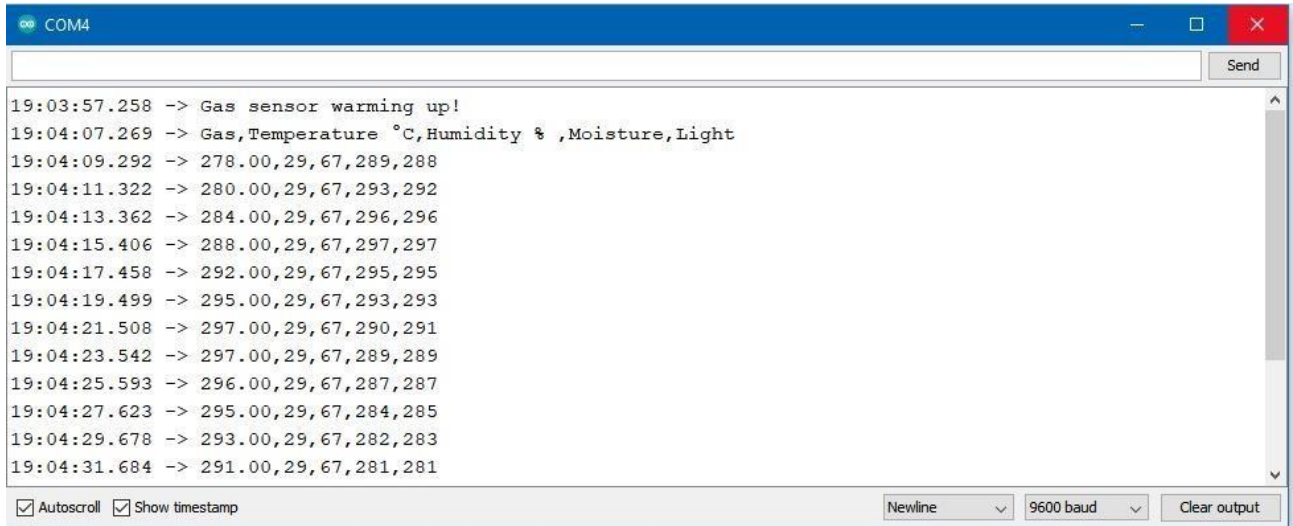 COM4
Send
19:03:57.258 -> Gas sensor warming up!
19:04:07.269 -> Gas,Temperature °C,Humidity % ,Moisture,Light
19:04:09.292 -> 278.00,29,67,289,288
19:04:11.322 -> 280.00,29,67,293,292
19:04:13.362 -> 284.00,29,67,296,296
19:04:15.406 -> 288.00,29,67,297,297
19:04:17.458 -> 292.00,29,67,295,295
19:04:19.499 -> 295.00,29,67,293,293
19:04:21.508 -> 297.00,29,67,290,291
19:04:23.542 -> 297.00,29,67,289,289
19:04:25.593 -> 296.00,29,67,287,287
19:04:27.623 -> 295.00,29,67,284,285
19:04:29.678 -> 293.00,29,67,282,283
19:04:31.684 -> 291.00,29,67,281,281
Autoscroll Show timestamp Newline 9600 baud Clear output